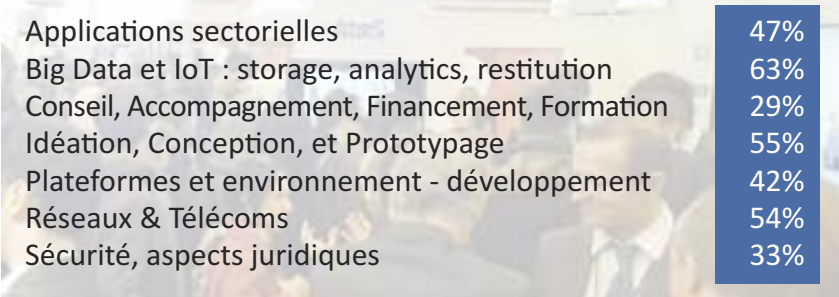 Applications sectorielles 47%
Big Data et IoT : storage, analytics, restitution 63%
Conseil, Accompagnement, Financement, Formation 29%
Idéation, Conception, et Prototypage 55%
Plateformes et environnement - développement 42%
Réseaux & Télécoms 54%
Sécurité, aspects juridiques 33%